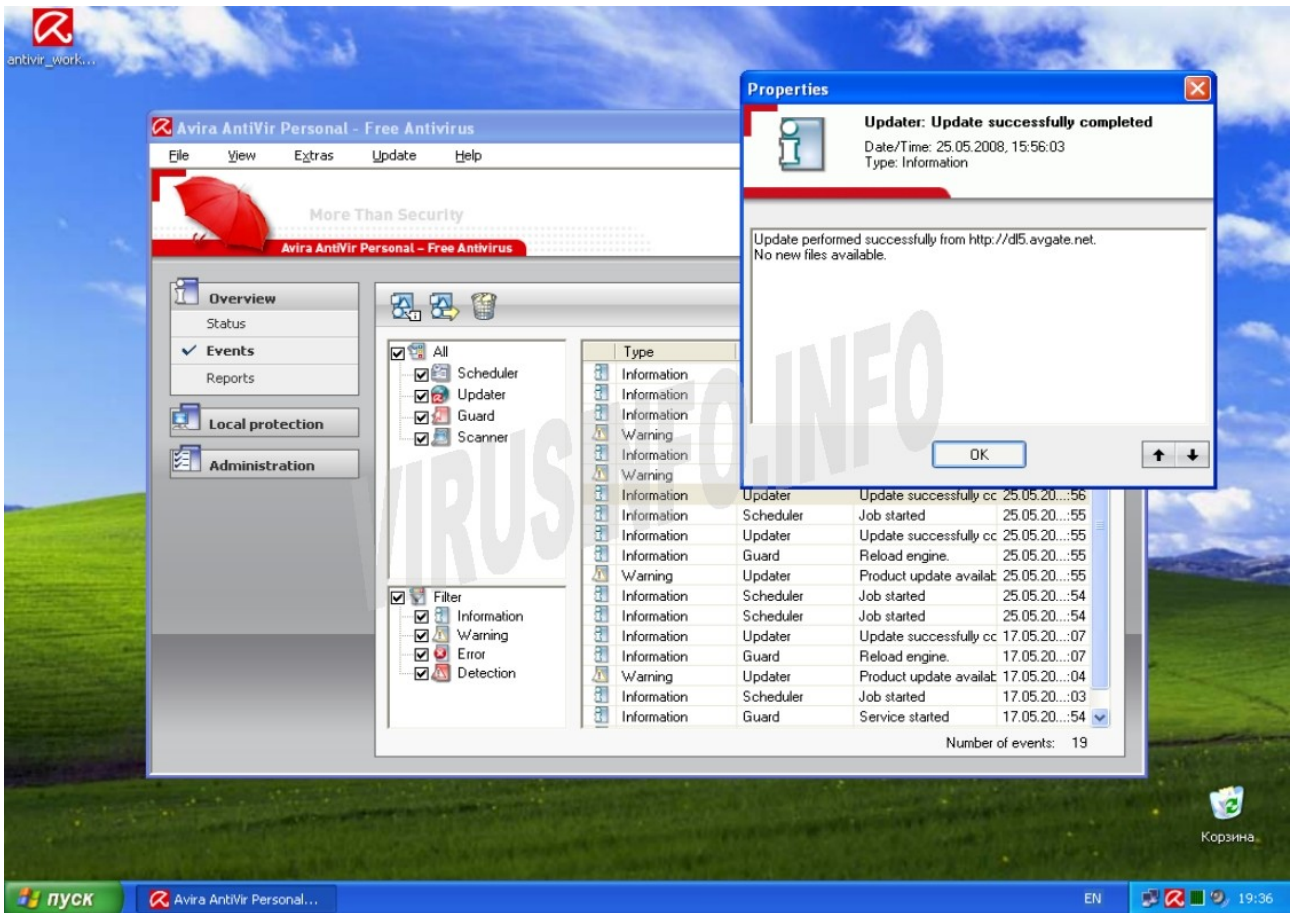 antivir_work...
Properties
Updater: Update successfully completed
Date/Time: 25.05.2008, 15:56:03
Type: Information
Update performed successfully from http://dl5.avgate.net.
No new files available.
OK
Avira AntiVir Personal - Free Antivirus
File View Extras Update Help
More Than Security
Avira AntiVir Personal – Free Antivirus
Overview
Status
Events
Reports
Local protection
Administration
All
Scheduler
Updater
Guard
Scanner
Filter
Information
Warning
Error
Detection
Type
Information
Information
Information
Warning
Information
Warning
Information Updater Update successfully cc 25.05.20...:56
Information Scheduler Job started 25.05.20...:55
Information Updater Update successfully cc 25.05.20...:55
Information Guard Reload engine. 25.05.20...:55
Warning Updater Product update availab 25.05.20...:55
Information Scheduler Job started 25.05.20...:54
Information Scheduler Job started 25.05.20...:54
Information Updater Update successfully cc 17.05.20...:07
Information Guard Reload engine. 17.05.20...:07
Warning Updater Product update availab 17.05.20...:04
Information Scheduler Job started 17.05.20...:03
Information Guard Service started 17.05.20...:54
Number of events: 19
VIRUSINFO.INFO
Корзина
пуск
Avira AntiVir Personal...
EN
19:36